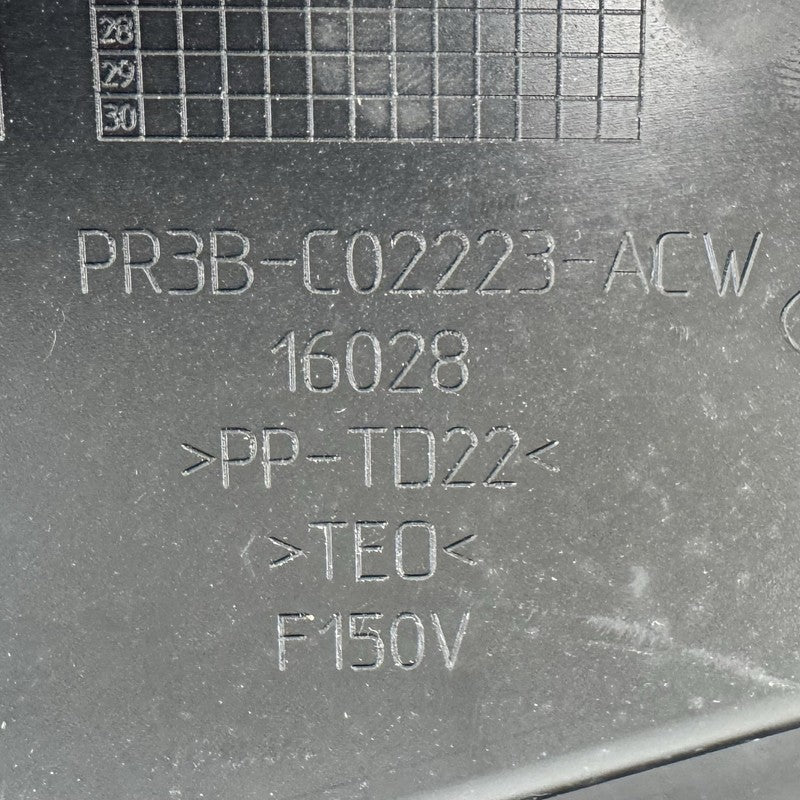 28
29
30
PR3B-C02223-ACW
16028
>PP-TD22<
>TEO<
F150V